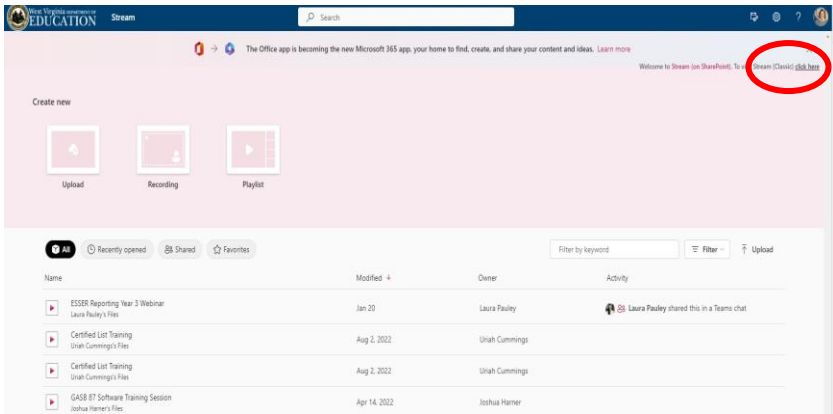 West Virginia DEPARTMENT OF
EDUCATION
Stream
Search
?
The Office app is becoming the new Microsoft 365 app, your home to find, create, and share your content and ideas. Learn more
Welcome to Stream (on SharePoint). To Stream (Classic) click here
Create new
Upload Recording Playlist
All Recently opened Shared Favorites Filter by keyword Filter Upload
Name Modified Owner Activity
ESSER Reporting Year 3 Webinar
Laura Pauley's Files
Jan 20 Laura Pauley Laura Pauley shared this in a Teams chat
Certified List Training
Uriah Cummings's Files
Aug 2, 2022 Uriah Cummings
Certified List Training
Uriah Cummings's Files
Aug 2, 2022 Uriah Cummings
GASB 87 Software Training Session
Joshua Harner's Files
Apr 14, 2022 Joshua Harner